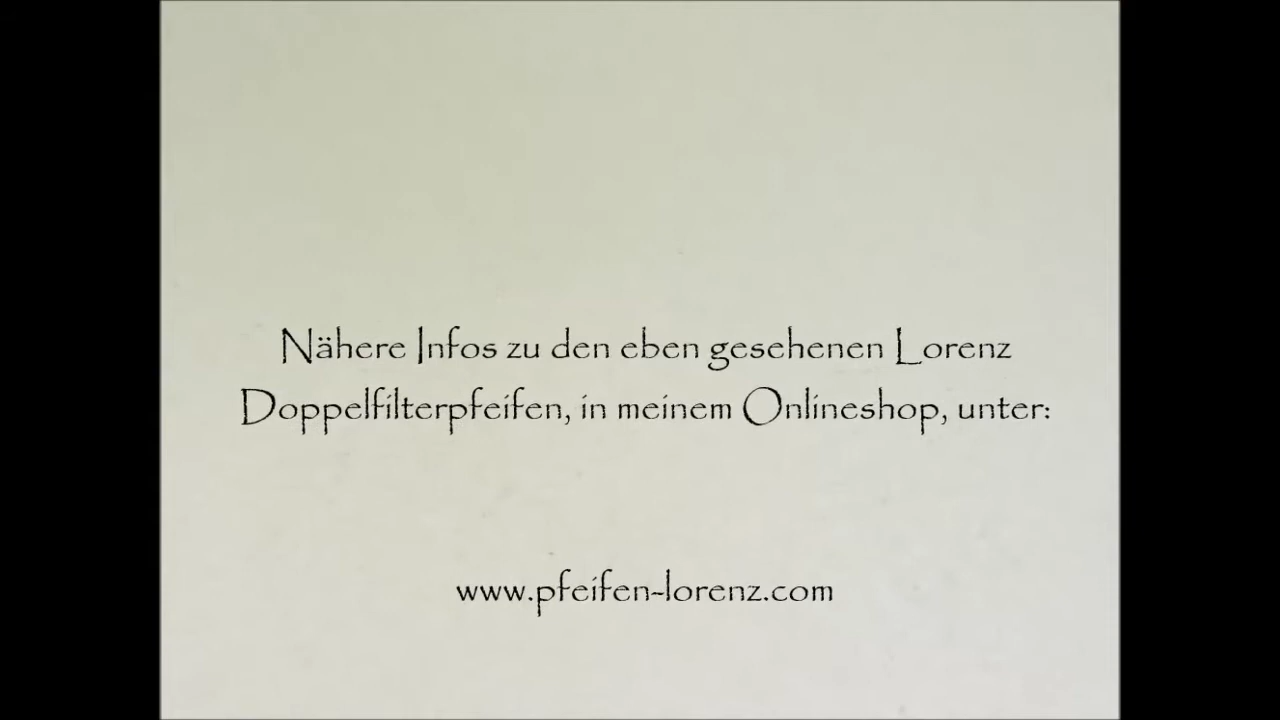 Nähere Infos zu den eben gesehenen Lorenz
Doppelfilterpfeifen, in meinem Onlineshop, unter:
www.pfeifen-lorenz.com